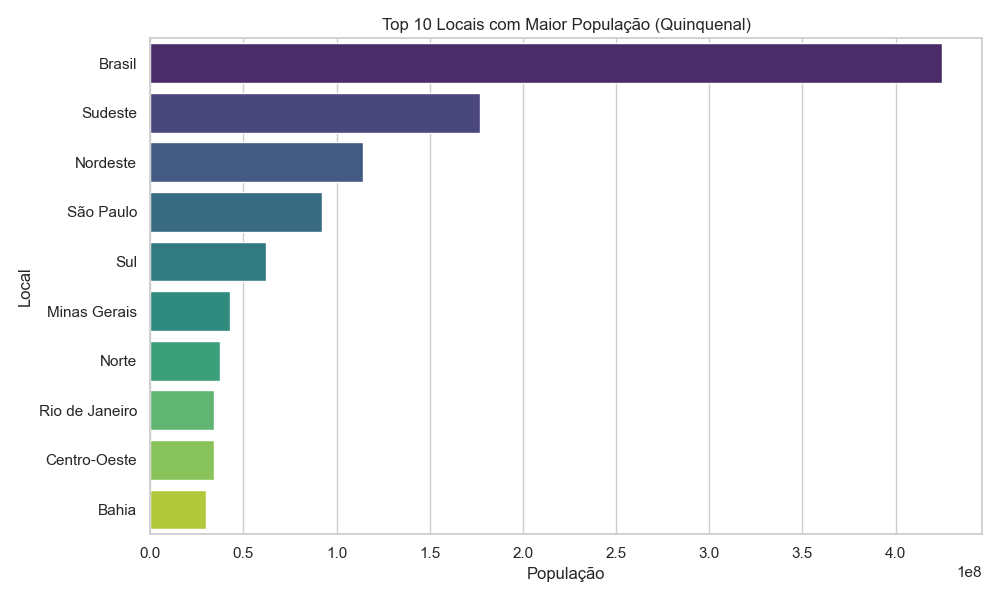 Top 10 Locais com Maior População (Quinquenal)
Brasil
Sudeste
Nordeste
São Paulo
Sul
Minas Gerais
Norte
Rio de Janeiro
Centro-Oeste
Bahia
Local
0.0 0.5 1.0 1.5 2.0 2.5 3.0 3.5 4.0
1e8
População